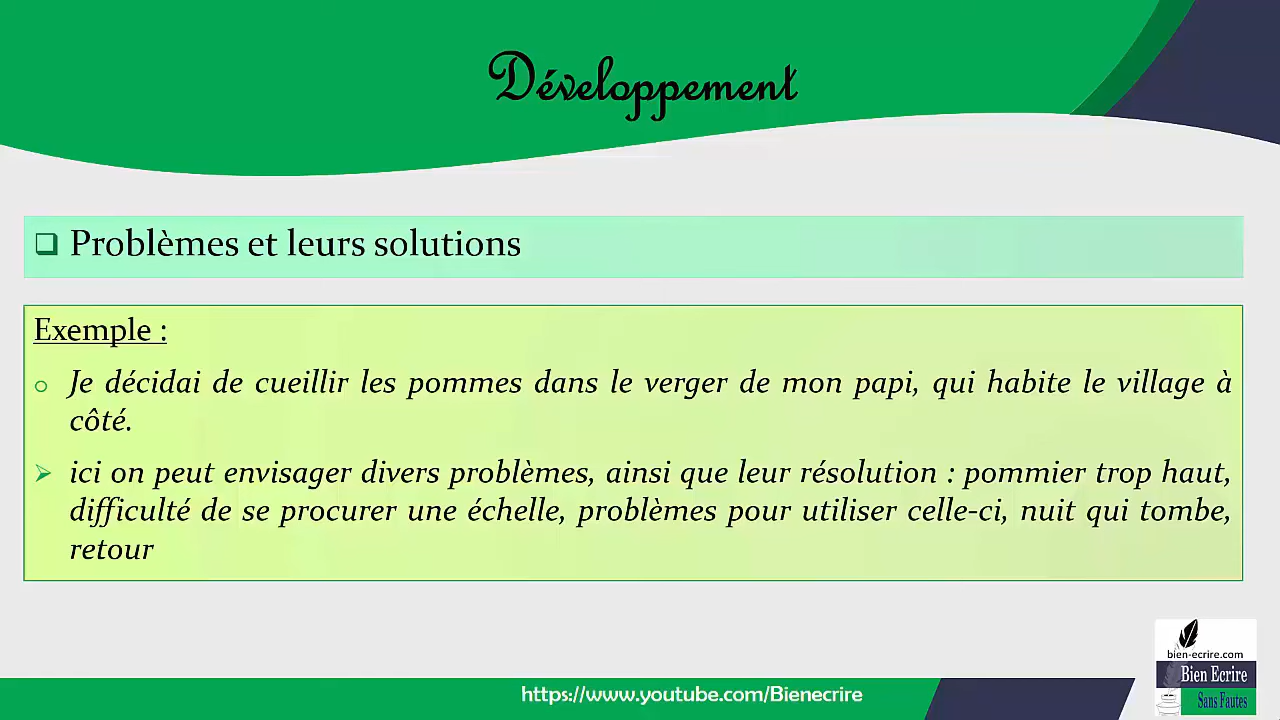 Développement
Problèmes et leurs solutions
Exemple :
Je décidai de cueillir les pommes dans le verger de mon papi, qui habite le village à
côté.
ici on peut envisager divers problèmes, ainsi que leur résolution : pommier trop haut,
difficulté de se procurer une échelle, problèmes pour utiliser celle-ci, nuit qui tombe,
retour
bien-ecrire.com
Bien Ecrire
Sans Fautes
https://www.youtube.com/Bienecrire